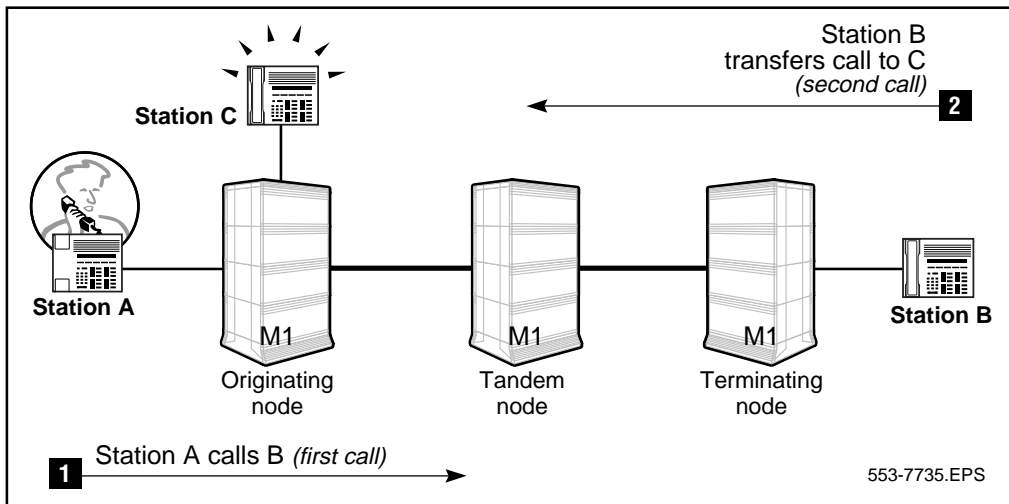 Station B
transfers call to C
(second call)
2
Station C
Station A
Station B
M1
M1
M1
Originating
node
Tandem
node
Terminating
node
1
Station A calls B (first call)
553-7735.EPS